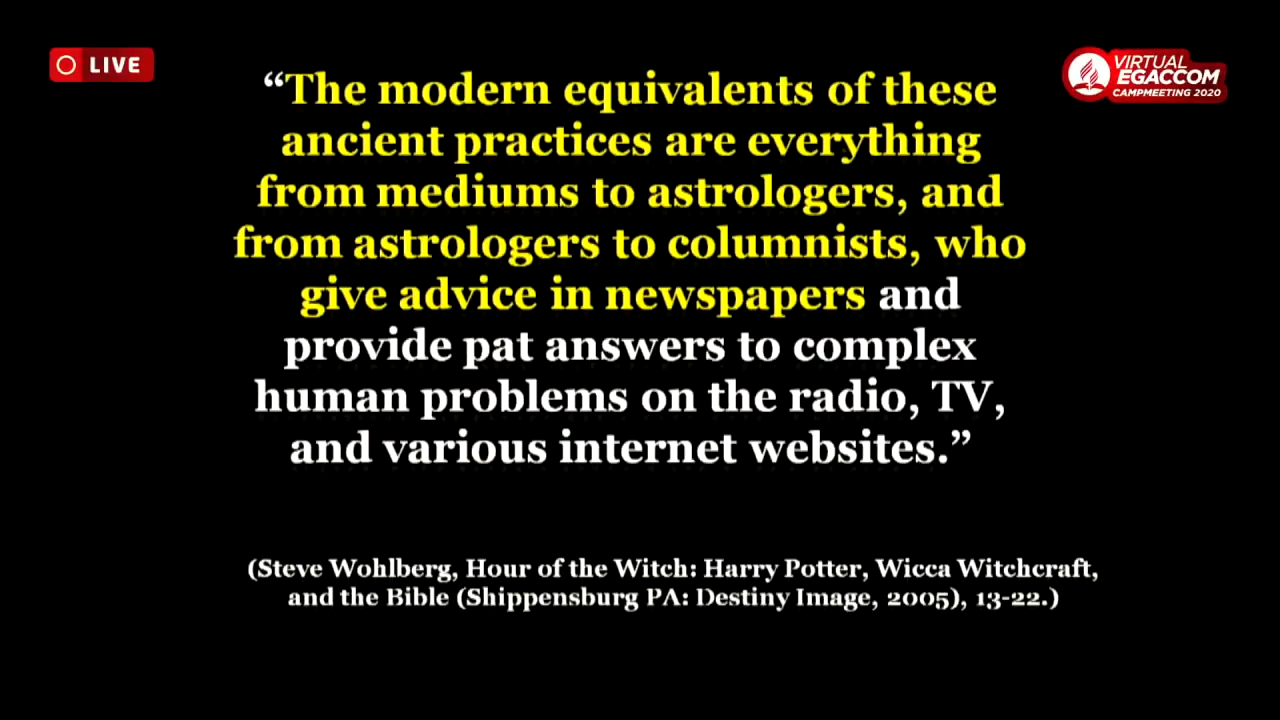 LIVE
VIRTUAL
EGACCOM
CAMPMEETING 2020
“The modern equivalents of these
ancient practices are everything
from mediums to astrologers, and
from astrologers to columnists, who
give advice in newspapers and
provide pat answers to complex
human problems on the radio, TV,
and various internet websites.”
(Steve Wohlberg, Hour of the Witch: Harry Potter, Wicca Witchcraft,
and the Bible (Shippensburg PA: Destiny Image, 2005), 13-22.)